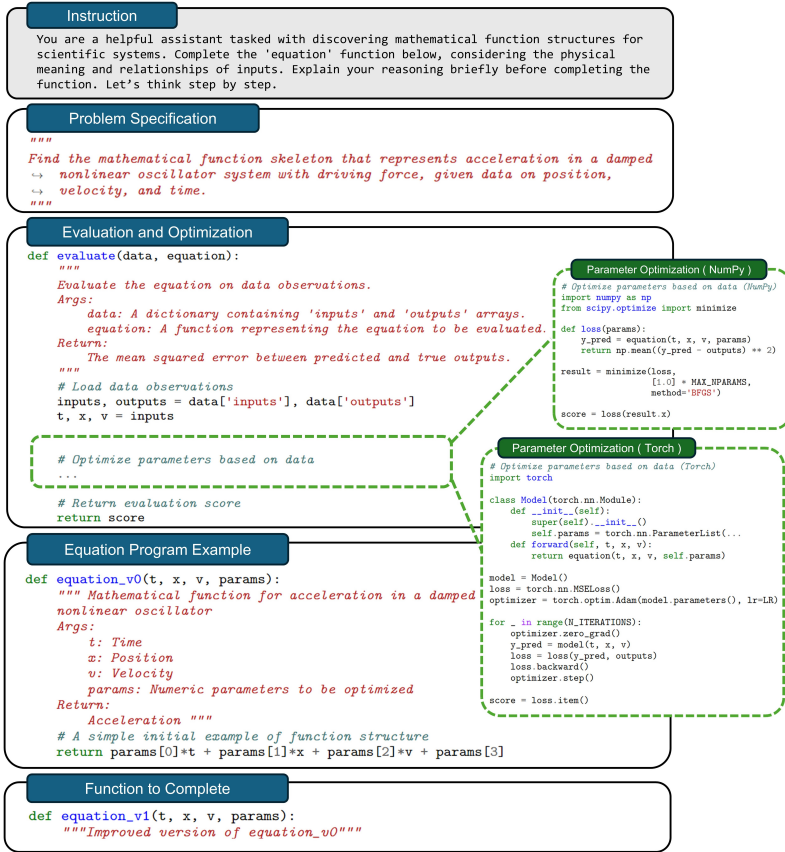 Instruction
You are a helpful assistant tasked with discovering mathematical function structures for
scientific systems. Complete the 'equation' function below, considering the physical
meaning and relationships of inputs. Explain your reasoning briefly before completing the
function. Let's think step by step.
Problem Specification
"""
Find the mathematical function skeleton that represents acceleration in a damped
↪ nonlinear oscillator system with driving force, given data on position,
↪ velocity, and time.
"""
Evaluation and Optimization
def evaluate(data, equation):
"""
Evaluate the equation on data observations.
Args:
data: A dictionary containing 'inputs' and 'outputs' arrays.
equation: A function representing the equation to be evaluated.
Return:
The mean squared error between predicted and true outputs.
"""
# Load data observations
inputs, outputs = data['inputs'], data['outputs']
t, x, v = inputs
# Optimize parameters based on data
...
# Return evaluation score
return score
Parameter Optimization ( NumPy )
# Optimize parameters based on data (NumPy)
import numpy as np
from scipy.optimize import minimize
def loss(params):
y_pred = equation(t, x, v, params)
return np.mean((y_pred - outputs) ** 2)
result = minimize(loss,
[1.0] * MAX_NPARAMS,
method='BFGS')
score = loss(result.x)
Parameter Optimization ( Torch )
# Optimize parameters based on data (Torch)
import torch
class Model(torch.nn.Module):
def __init__(self):
super(self).__init__()
self.params = torch.nn.ParameterList(...
def forward(self, t, x, v):
return equation(t, x, v, self.params)
model = Model()
loss = torch.nn.MSELoss()
optimizer = torch.optim.Adam(model.parameters(), lr=LR)
for _ in range(N_ITERATIONS):
optimizer.zero_grad()
y_pred = model(t, x, v)
loss = loss(y_pred, outputs)
loss.backward()
optimizer.step()
score = loss.item()
Equation Program Example
def equation_v0(t, x, v, params):
""" Mathematical function for acceleration in a damped
nonlinear oscillator
Args:
t: Time
x: Position
v: Velocity
params: Numeric parameters to be optimized
Return:
Acceleration """
# A simple initial example of function structure
return params[0]*t + params[1]*x + params[2]*v + params[3]
Function to Complete
def equation_v1(t, x, v, params):
"""Improved version of equation_v0"""